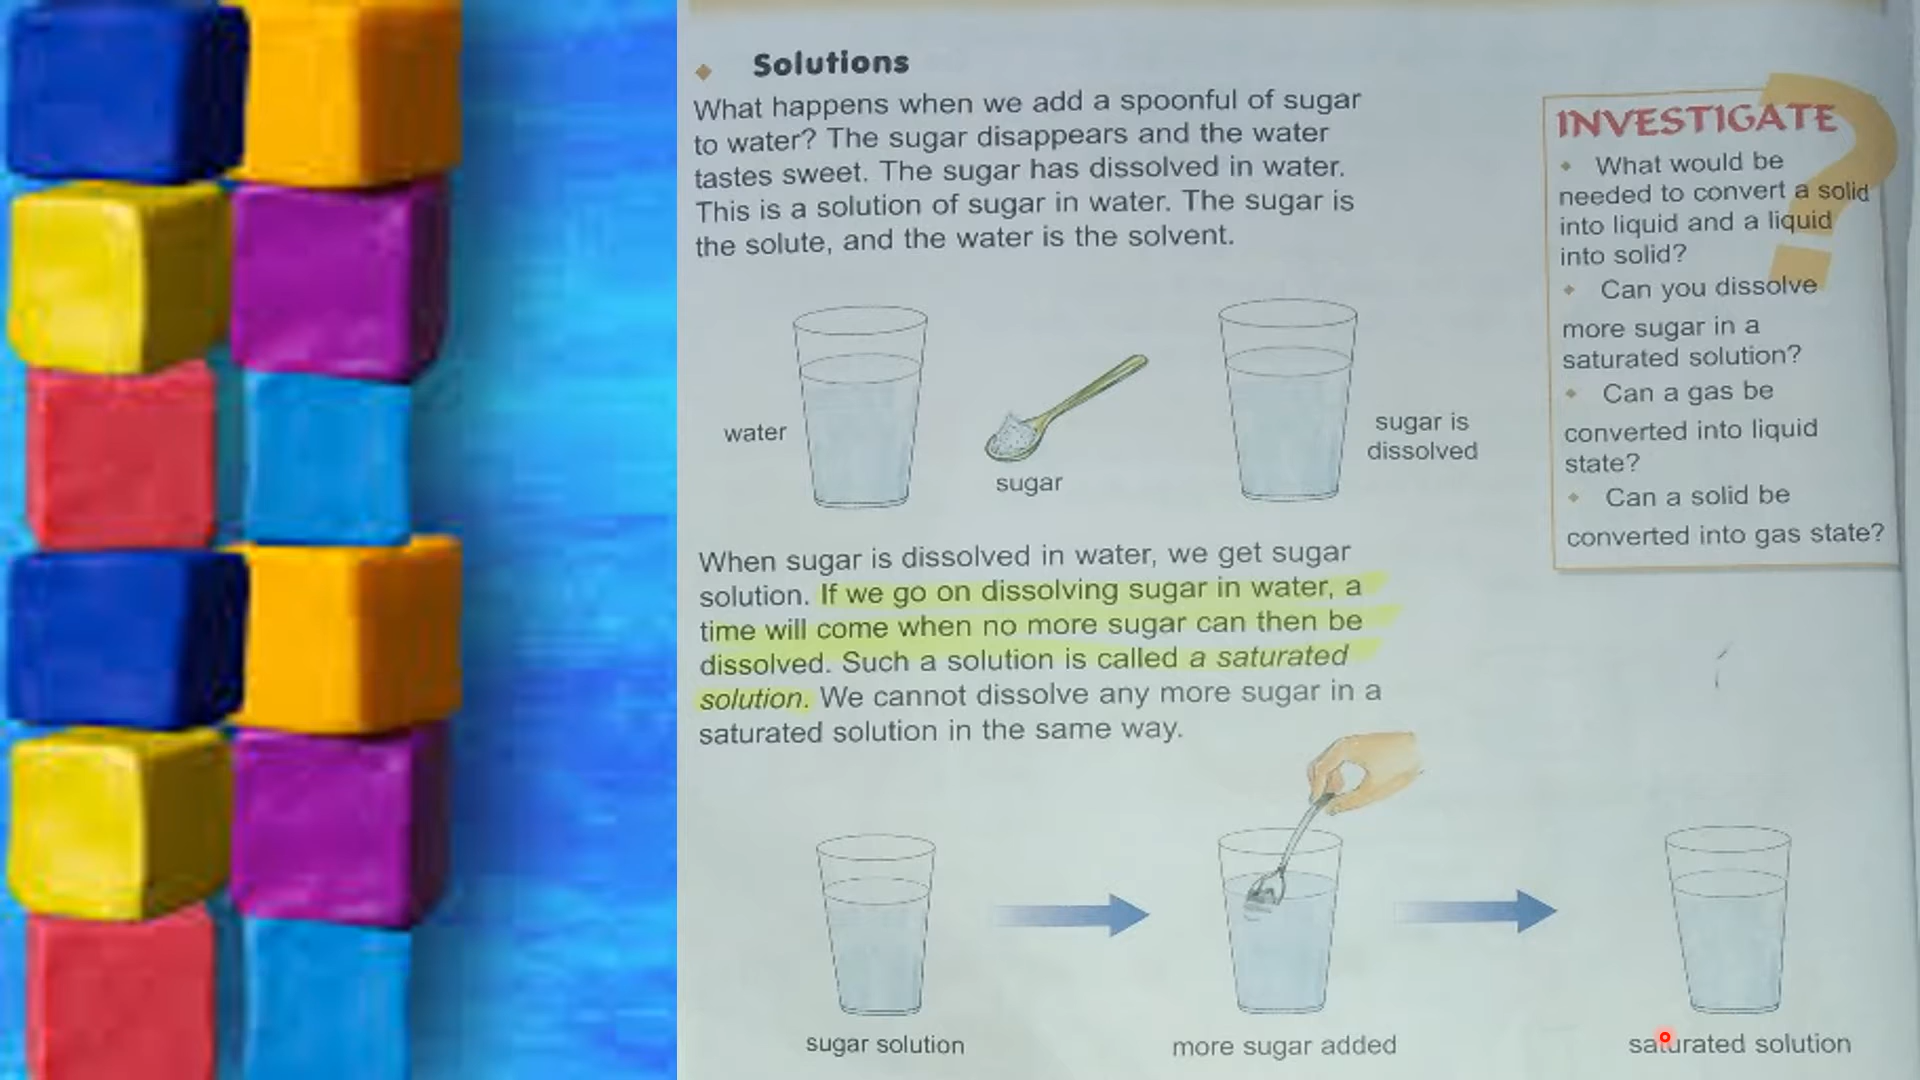 Solutions
What happens when we add a spoonful of sugar
to water? The sugar disappears and the water
tastes sweet. The sugar has dissolved in water.
This is a solution of sugar in water. The sugar is
the solute, and the water is the solvent.
water
sugar
sugar is
dissolved
When sugar is dissolved in water, we get sugar
solution. If we go on dissolving sugar in water, a
time will come when no more sugar can then be
dissolved. Such a solution is called a saturated
solution. We cannot dissolve any more sugar in a
saturated solution in the same way.
sugar solution
more sugar added
saturated solution
INVESTIGATE
What would be
needed to convert a solid
into liquid and a liquid
into solid?
Can you dissolve
more sugar in a
saturated solution?
Can a gas be
converted into liquid
state?
Can a solid be
converted into gas state?